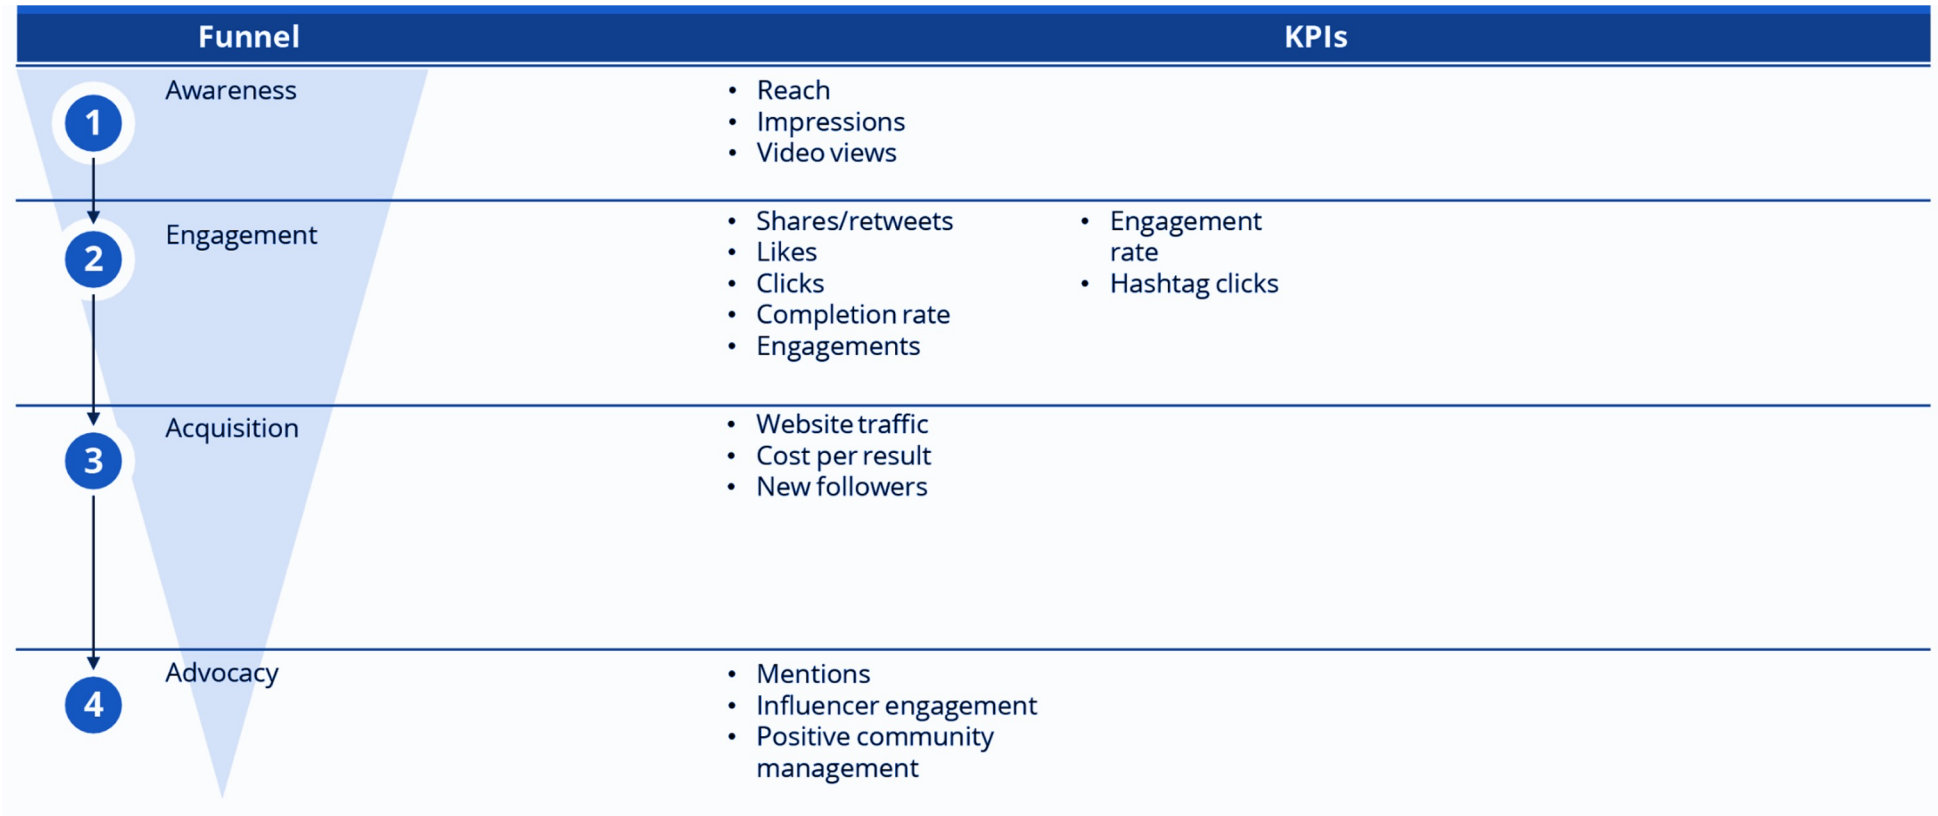 Funnel
KPIs
1
Awareness
• Reach
• Impressions
• Video views
2
Engagement
• Shares/retweets
• Likes
• Clicks
• Completion rate
• Engagements
• Engagement
rate
• Hashtag clicks
3
Acquisition
• Website traffic
• Cost per result
• New followers
4
Advocacy
• Mentions
• Influencer engagement
• Positive community
management